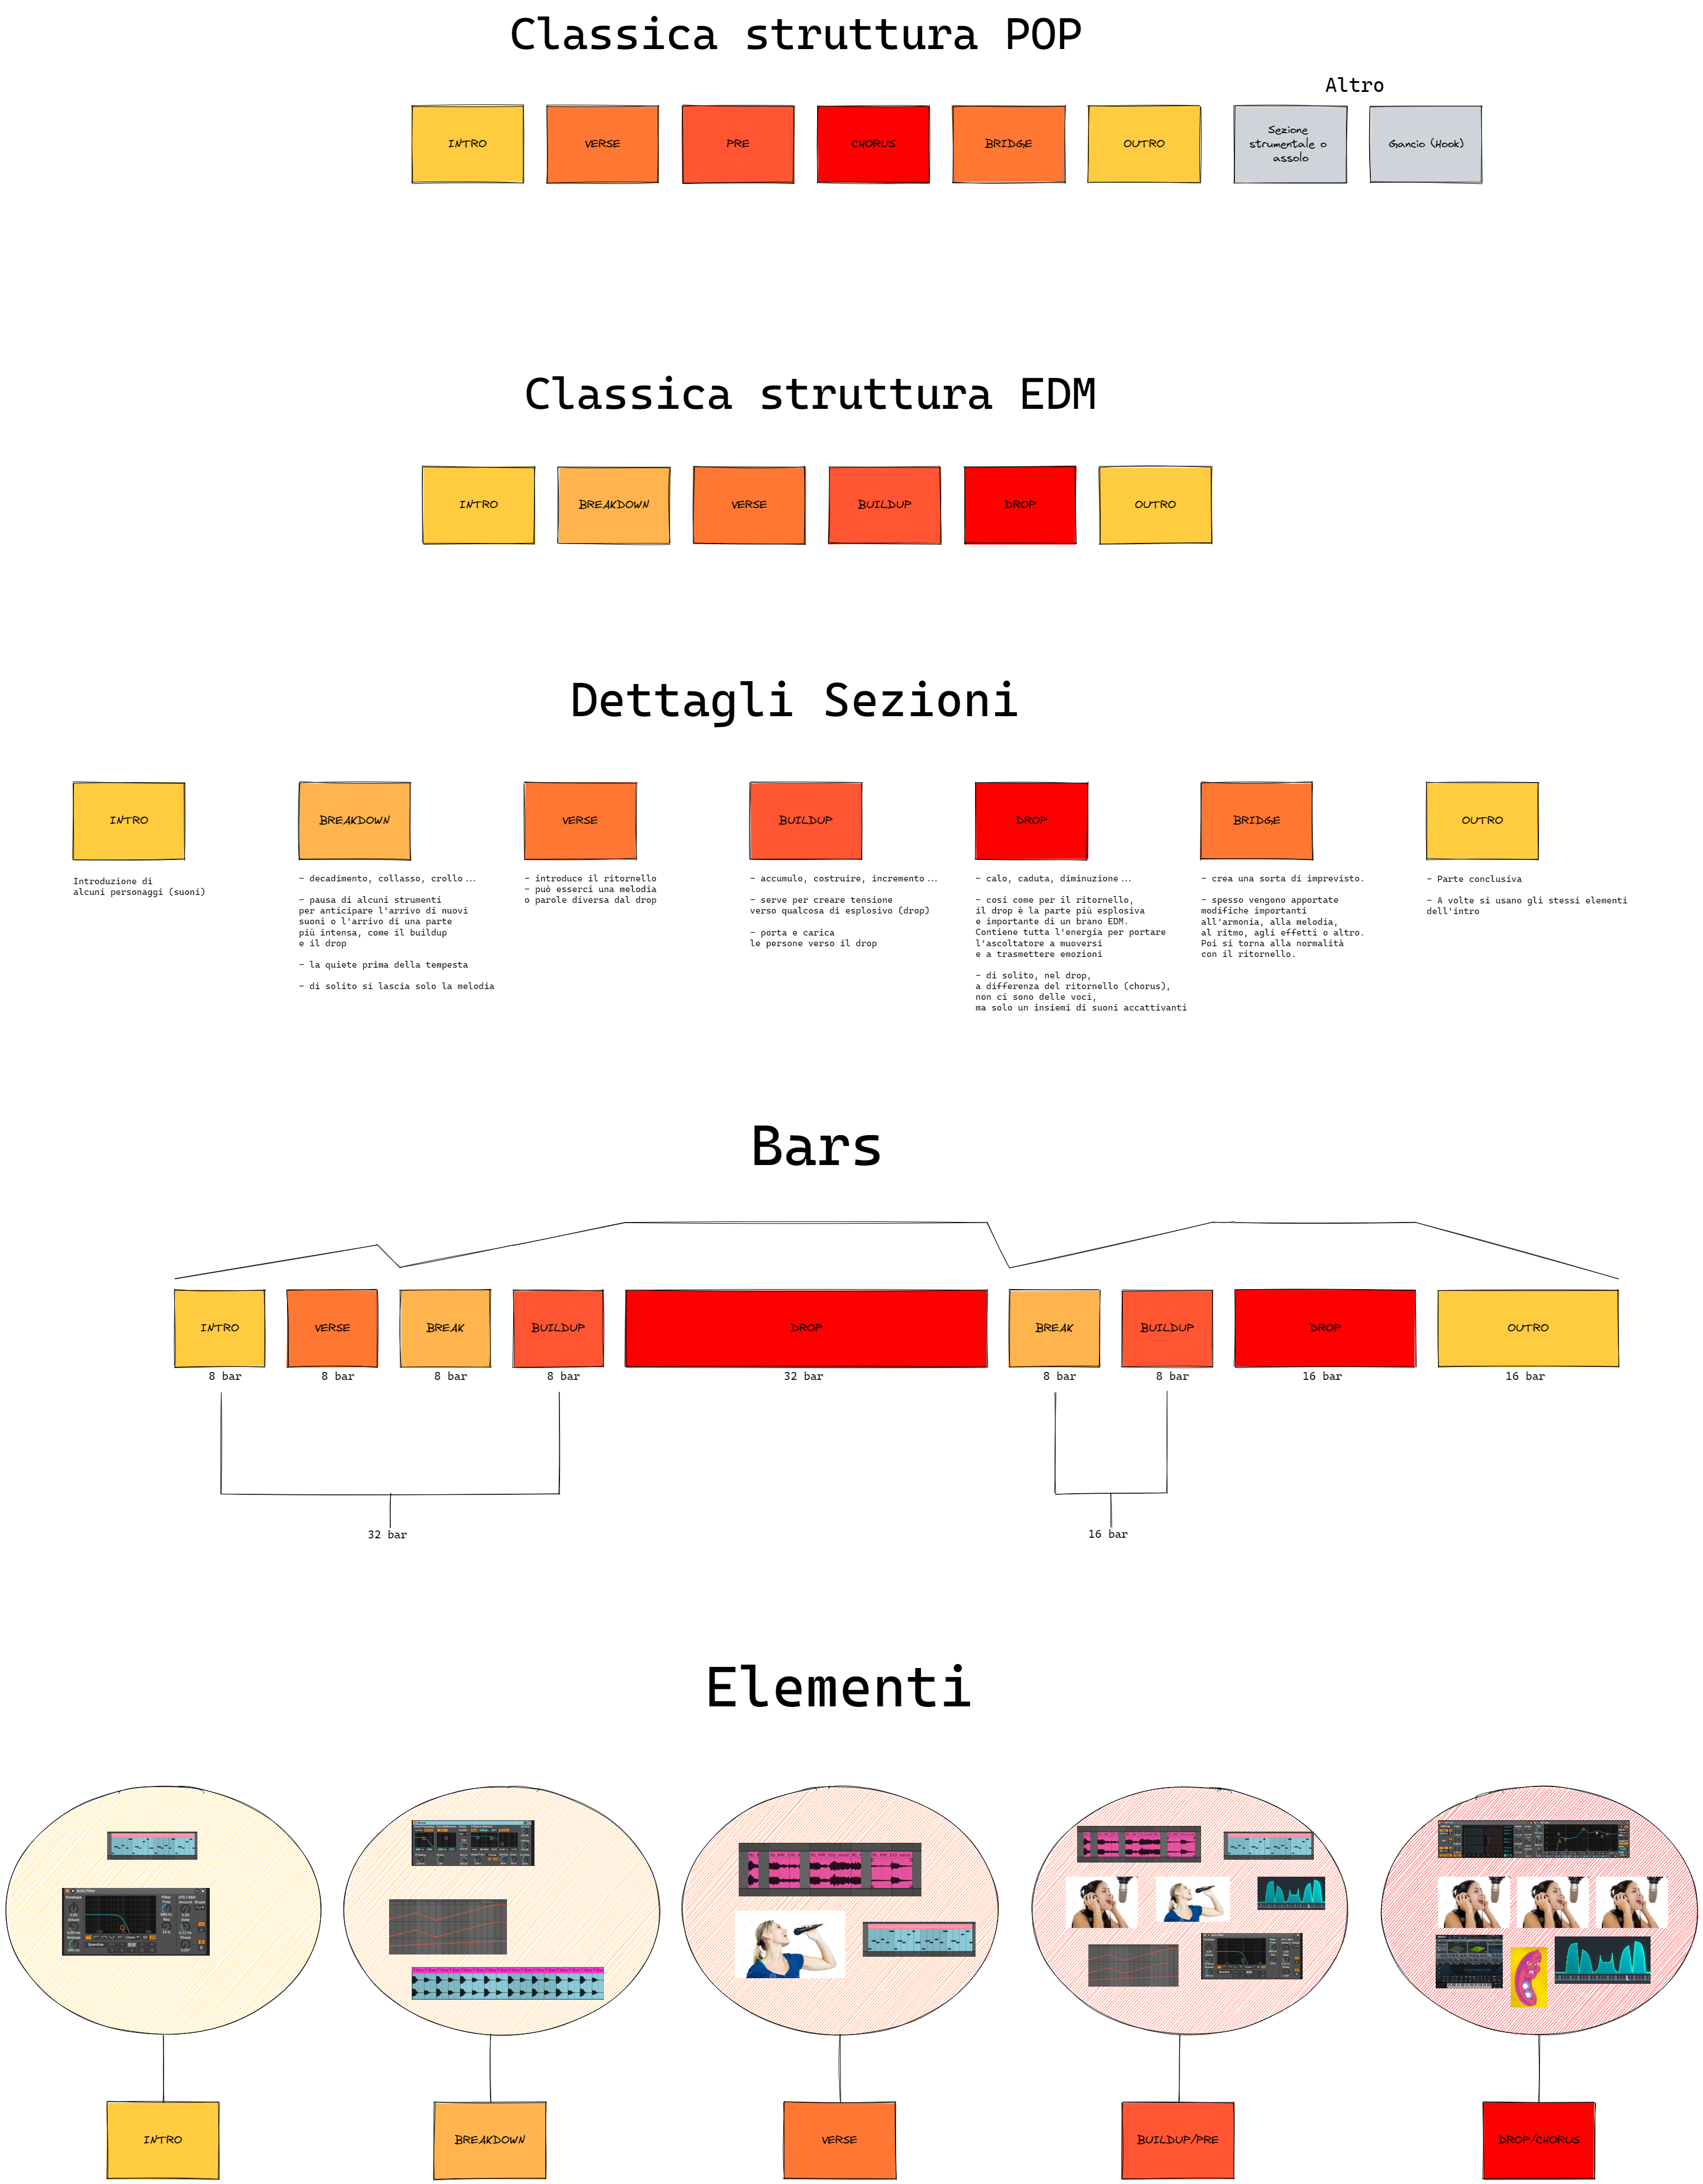 Classica struttura POP
Altro
INTRO
VERSE
PRE
CHORUS
BRIDGE
OUTRO
Sezione
strumentale o
assolo
Gancio (Hook)
Classica struttura EDM
INTRO
BREAKDOWN
VERSE
BUILDUP
DROP
OUTRO
Dettagli Sezioni
INTRO
Introduzione di
alcuni personaggi (suoni)
BREAKDOWN
- decadimento, collasso, crollo...
- pausa di alcuni strumenti
per anticipare l'arrivo di nuovi
suoni o l'arrivo di una parte
più intensa, come il buildup
e il drop
- la quiete prima della tempesta
- di solito si lascia solo la melodia
VERSE
- introduce il ritornello
- può esserci una melodia
o parole diversa dal drop
BUILDUP
- accumulo, costruire, incremento...
- serve per creare tensione
verso qualcosa di esplosivo (drop)
- porta e carica
le persone verso il drop
DROP
- calo, caduta, diminuzione...
- così come per il ritornello,
il drop è la parte più esplosiva
e importante di un brano EDM.
Contiene tutta l'energia per portare
l'ascoltatore a muoversi
e a trasmettere emozioni
- di solito, nel drop,
a differenza del ritornello (chorus),
non ci sono delle voci,
ma solo un insiemi di suoni accattivanti
BRIDGE
- crea una sorta di imprevisto.
- spesso vengono apportate
modifiche importanti
all'armonia, alla melodia,
al ritmo, agli effetti o altro.
Poi si torna alla normalità
con il ritornello.
OUTRO
- Parte conclusiva
- A volte si usano gli stessi elementi
dell'intro
Bars
INTRO
VERSE
BREAK
BUILDUP
DROP
BREAK
BUILDUP
DROP
OUTRO
8 bar
8 bar
8 bar
8 bar
32 bar
8 bar
8 bar
16 bar
16 bar
32 bar
16 bar
Elementi
Auto Filter
INTRO
BREAKDOWN
VERSE
BUILDUP/PRE
DROP/CHORUS